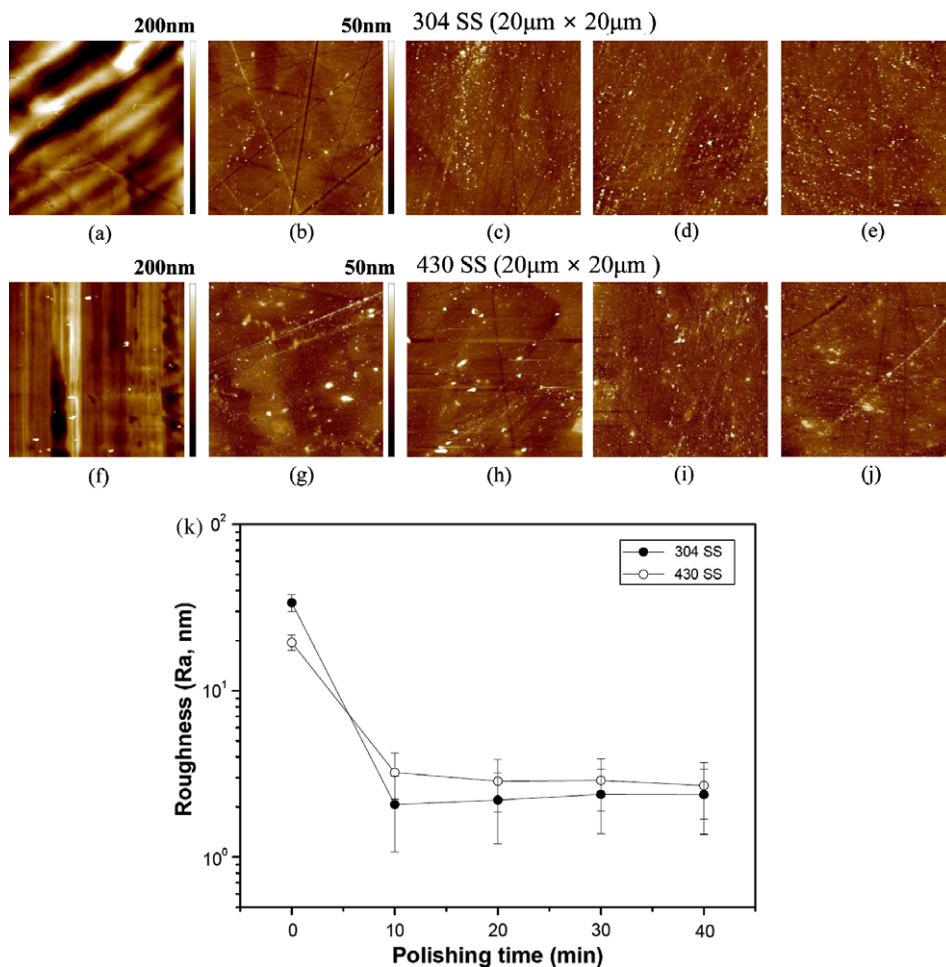 200nm 50nm 304 SS (20μm × 20μm )
(a) (b) (c) (d) (e)
200nm 50nm 430 SS (20μm × 20μm )
(f) (g) (h) (i) (j)
(k)
0²
10¹
10⁰
Roughness (Ra, nm)
304 SS
430 SS
0 10 20 30 40
Polishing time (min)